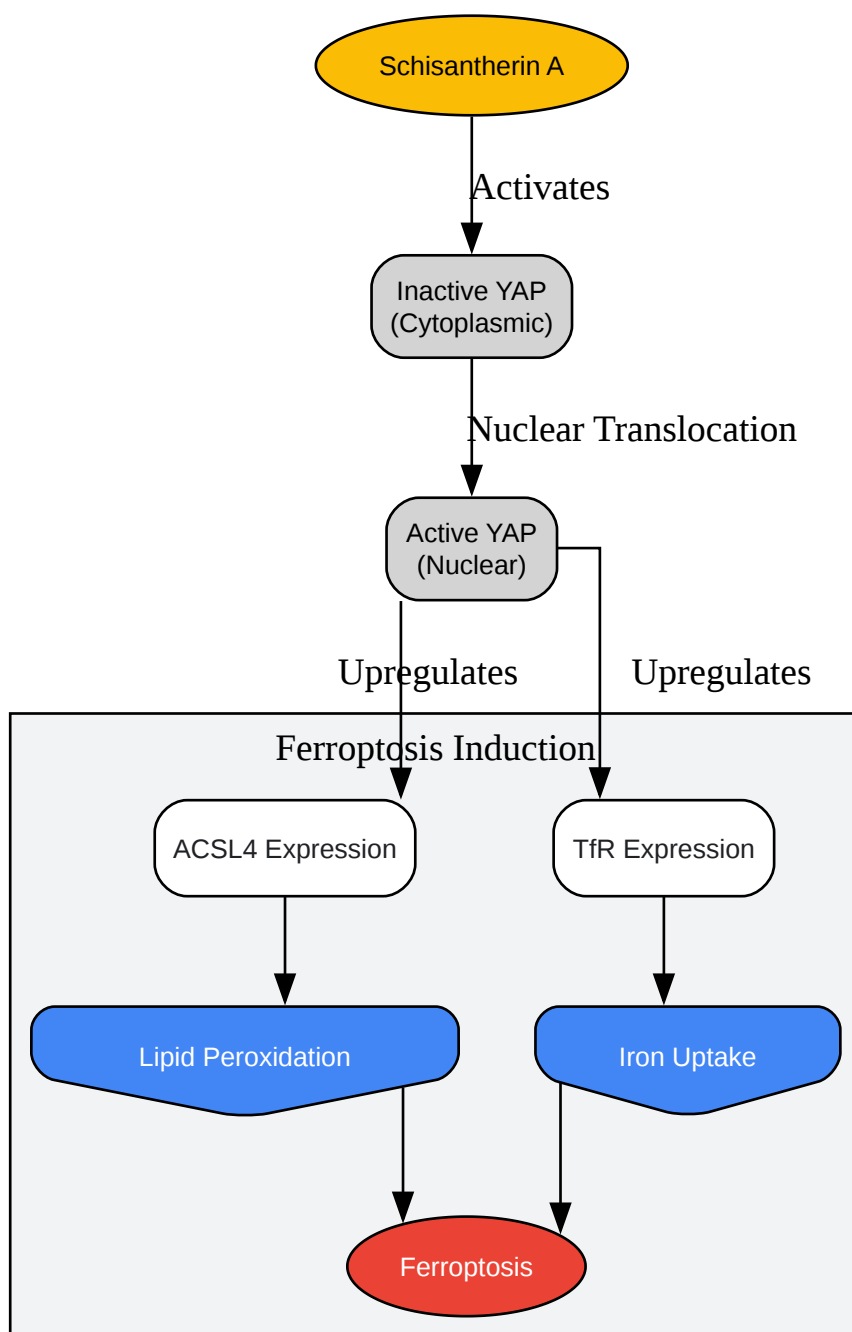 Schisantherin A
Activates
Inactive YAP
(Cytoplasmic)
Nuclear Translocation
Active YAP
(Nuclear)
Upregulates
Upregulates
Ferroptosis Induction
ACSL4 Expression
TfR Expression
Lipid Peroxidation
Iron Uptake
Ferroptosis